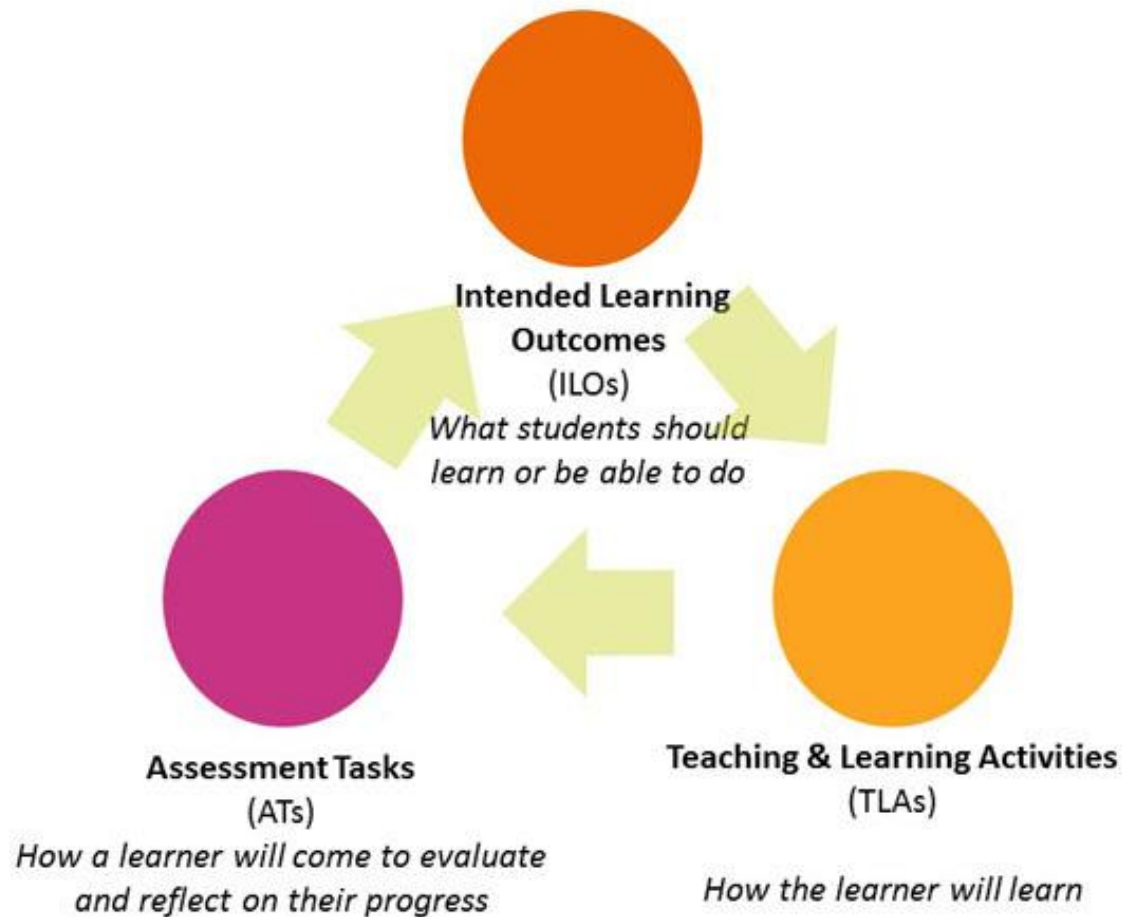 Intended Learning
Outcomes
(ILOs)
What students should
learn or be able to do
Assessment Tasks
(ATs)
How a learner will come to evaluate
and reflect on their progress
Teaching & Learning Activities
(TLAs)
How the learner will learn